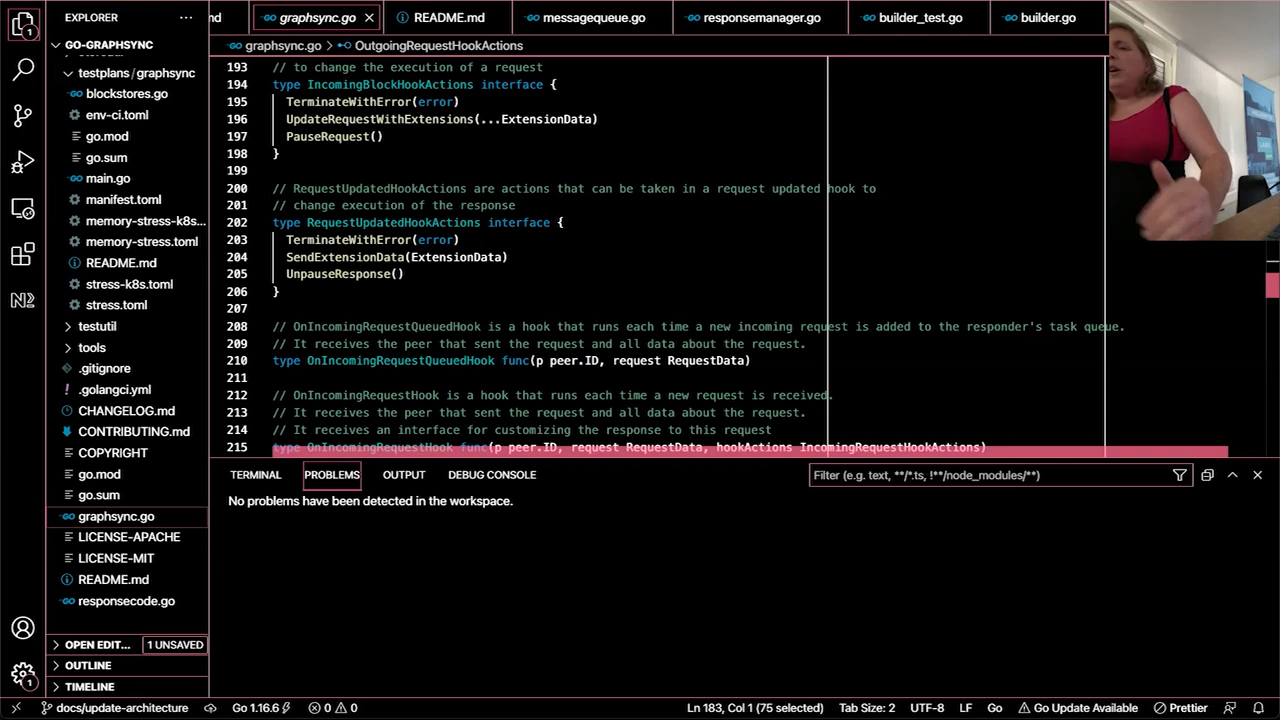 EXPLORER
GO-GRAPHSYNC
testplans/graphsync
blockstores.go
env-ci.toml
go.mod
go.sum
main.go
manifest.toml
memory-stress-k8s...
memory-stress.toml
README.md
stress-k8s.toml
stress.toml
testutil
tools
.gitignore
.golangci.yml
CHANGELOG.md
CONTRIBUTING.md
COPYRIGHT
go.mod
go.sum
graphsync.go
LICENSE-APACHE
LICENSE-MIT
README.md
responsecode.go
OPEN EDIT... 1 UNSAVED
OUTLINE
TIMELINE
nd graphsync.go README.md messagequeue.go responsemanager.go builder_test.go builder.go
graphsync.go > OutgoingRequestHookActions
193 // to change the execution of a request
194 type IncomingBlockHookActions interface {
195 TerminateWithError(error)
196 UpdateRequestWithExtensions(...ExtensionData)
197 PauseRequest()
198 }
199
200 // RequestUpdatedHookActions are actions that can be taken in a request updated hook to
201 // change execution of the response
202 type RequestUpdatedHookActions interface {
203 TerminateWithError(error)
204 SendExtensionData(ExtensionData)
205 UnpauseResponse()
206 }
207
208 // OnIncomingRequestQueuedHook is a hook that runs each time a new incoming request is added to the responder's task queue.
209 // It receives the peer that sent the request and all data about the request.
210 type OnIncomingRequestQueuedHook func(p peer.ID, request RequestData)
211
212 // OnIncomingRequestHook is a hook that runs each time a new request is received.
213 // It receives the peer that sent the request and all data about the request.
214 // It receives an interface for customizing the response to this request
215 type OnIncomingRequestHook func(p peer.ID, request RequestData, hookActions IncomingRequestHookActions)
TERMINAL PROBLEMS OUTPUT DEBUG CONSOLE Filter (e.g. text, **/*.ts, !**/node_modules/**)
No problems have been detected in the workspace.
docs/update-architecture Go 1.16.6 0 0 Ln 183, Col 1 (75 selected) Tab Size: 2 UTF-8 LF Go Go Update Available Prettier